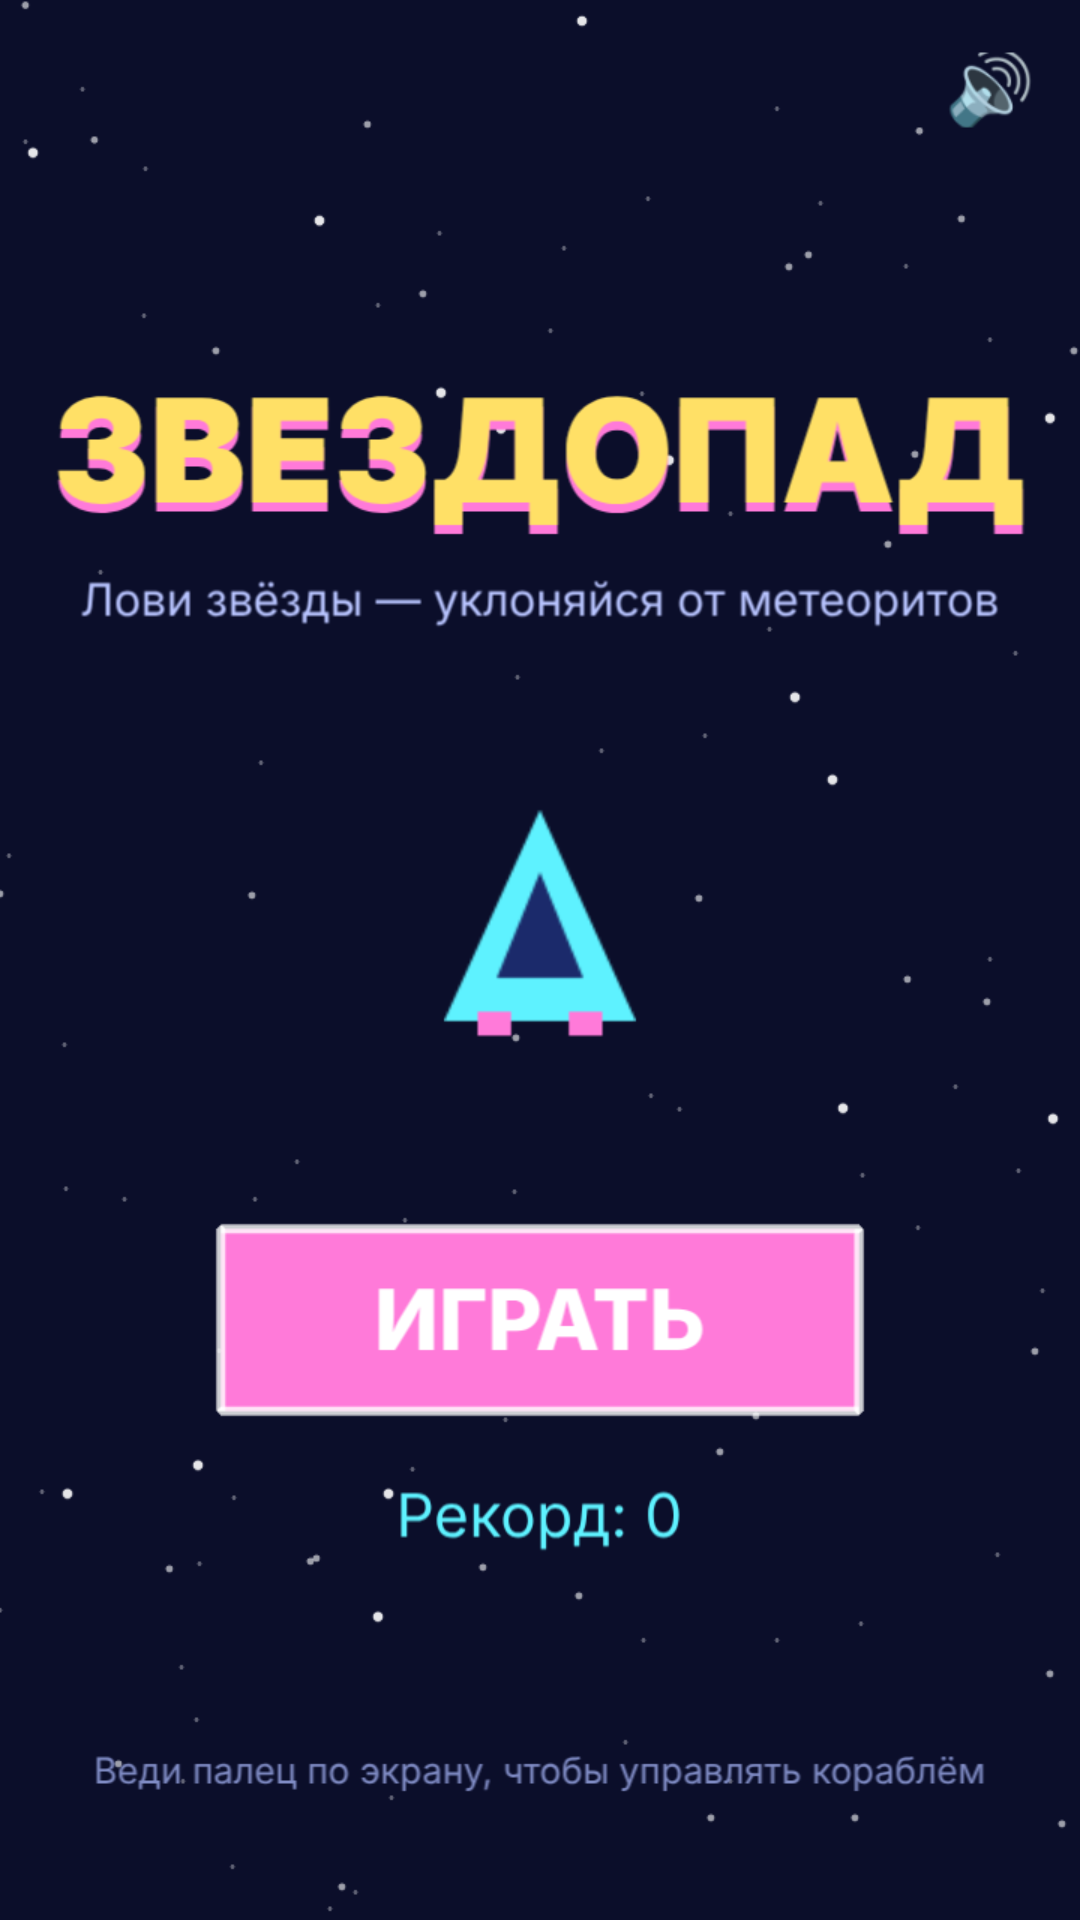 ЗВЕЗДОПАД
Лови звёзды — уклоняйся от метеоритов
ИГРАТЬ
Рекорд: 0
Веди палец по экрану, чтобы управлять кораблём